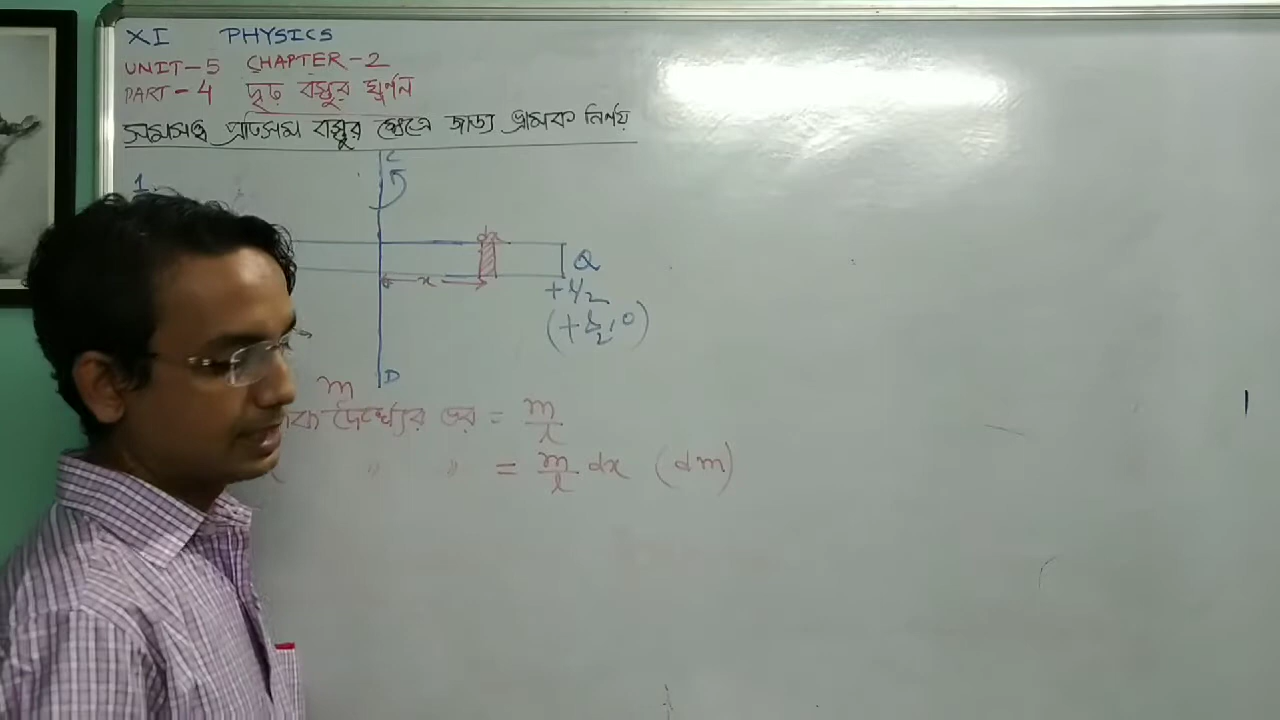 XI PHYSICS
UNIT-5 CHAPTER-2
PART-4 দৃঢ় বস্তুর ঘূর্ণন
সমসত্ত্ব প্রতিসম বস্তুর ক্ষেত্রে জাড্য ভ্রামক নির্ণয়
C
1.
dx
Q
x
+l/2
(+l/2, 0)
D
m
দৈর্ঘ্যের ভর = m/l
" " = m/l dx (dm)